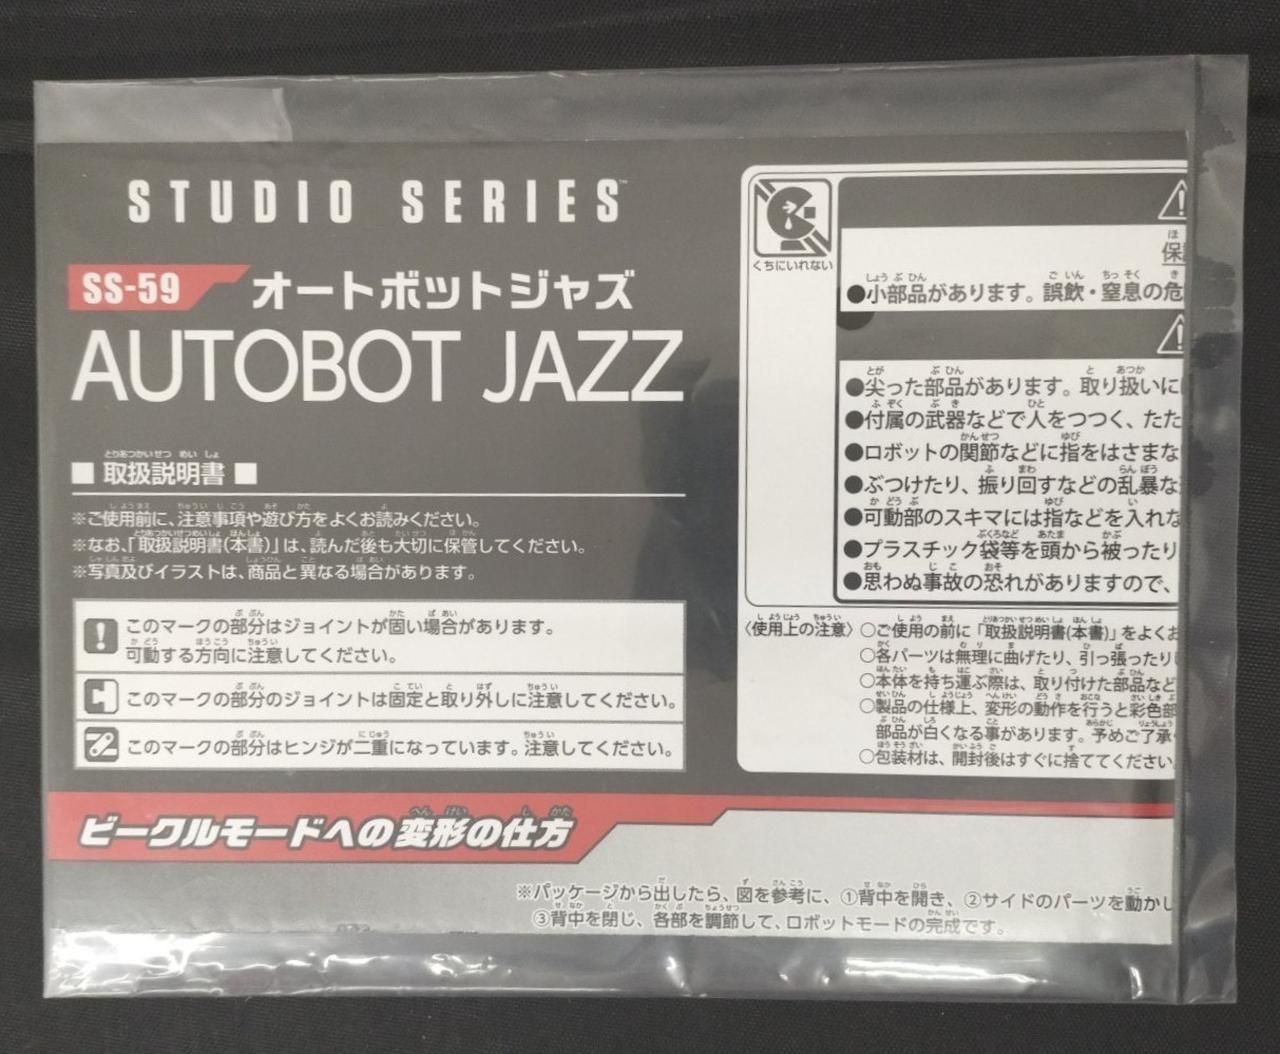 STUDIO SERIES™
SS-59 オートボットジャズ
AUTOBOT JAZZ
■ 取扱説明書 ■
※ご使用前に、注意事項や遊び方をよくお読みください。
※なお、「取扱説明書(本書)」は、読んだ後も大切に保管してください。
※写真及びイラストは、商品と異なる場合があります。
このマークの部分はジョイントが固い場合があります。
可動する方向に注意してください。
このマークの部分のジョイントは固定と取り外しに注意してください。
このマークの部分はヒンジが二重になっています。注意してください。
くちにいれない
保
●小部品があります。誤飲・窒息の危
●尖った部品があります。取り扱いに
●付属の武器などで人をつつく、たた
●ロボットの関節などに指をはさまな
●ぶつけたり、振り回すなどの乱暴な
●可動部のスキマには指などを入れな
●プラスチック袋等を頭から被ったり
●思わぬ事故の恐れがありますので、
〈使用上の注意〉○ご使用の前に「取扱説明書(本書)」をよくお
○各パーツは無理に曲げたり、引っ張ったり
○本体を持ち運ぶ際は、取り付けた部品など
○製品の仕様上、変形の動作を行うと彩色部
部品が白くなる事があります。予めご了承
○包装材は、開封後はすぐに捨ててください
ビークルモードへの変形の仕方
※パッケージから出したら、図を参考に、①背中を開き、②サイドのパーツを動かし
③背中を閉じ、各部を調節して、ロボットモードの完成です。